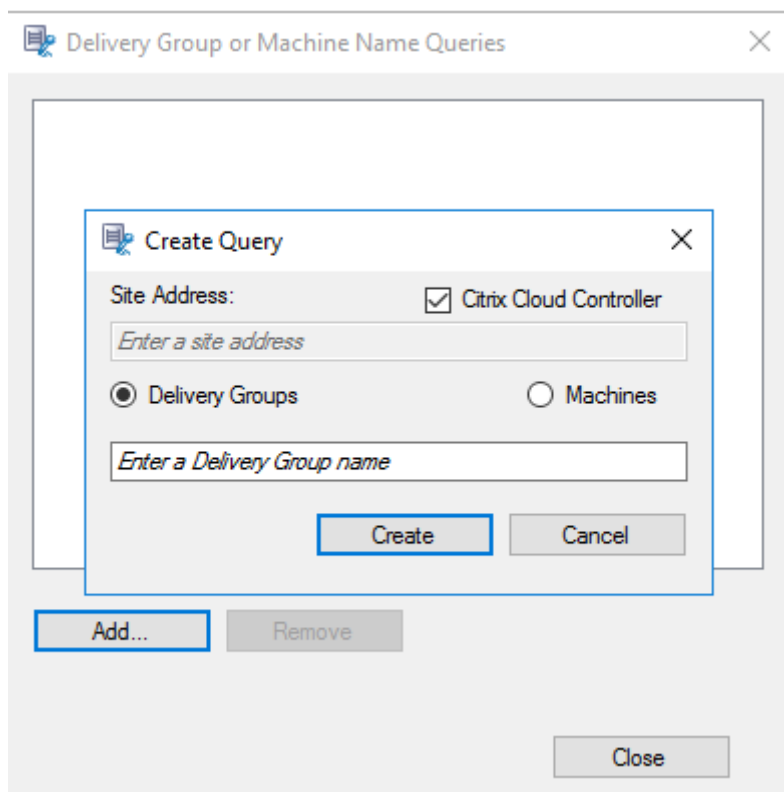 Delivery Group or Machine Name Queries
Create Query
Site Address:
Citrix Cloud Controller
Enter a site address
Delivery Groups
Machines
Enter a Delivery Group name
Create
Cancel
Add...
Remove
Close